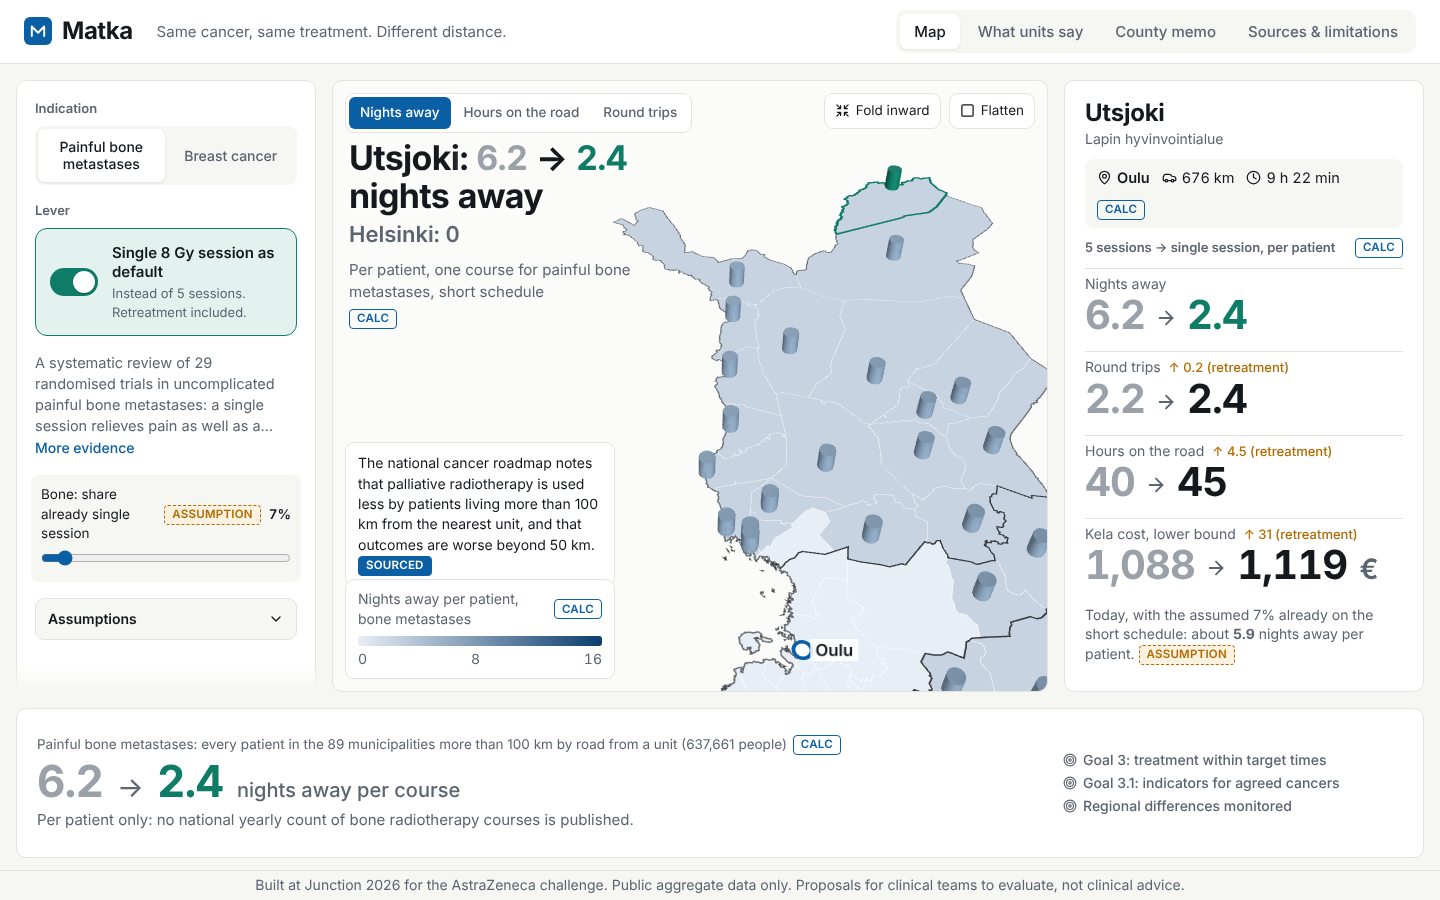 Matka
Same cancer, same treatment. Different distance.
Map
What units say
County memo
Sources & limitations
Indication
Painful bone
metastases
Breast cancer
Lever
Single 8 Gy session as
default
Instead of 5 sessions.
Retreatment included.
A systematic review of 29
randomised trials in uncomplicated
painful bone metastases: a single
session relieves pain as well as a...
More evidence
Bone: share
already single
session
ASSUMPTION 7%
Assumptions
Nights away
Hours on the road
Round trips
Fold inward
Flatten
Utsjoki: 6.2 → 2.4
nights away
Helsinki: 0
Per patient, one course for painful bone
metastases, short schedule
CALC
The national cancer roadmap notes
that palliative radiotherapy is used
less by patients living more than 100
km from the nearest unit, and that
outcomes are worse beyond 50 km.
SOURCED
Nights away per patient,
bone metastases
CALC
0 8 16
Oulu
Utsjoki
Lapin hyvinvointialue
Oulu 676 km 9 h 22 min
CALC
5 sessions → single session, per patient CALC
Nights away
6.2 → 2.4
Round trips ↑ 0.2 (retreatment)
2.2 → 2.4
Hours on the road ↑ 4.5 (retreatment)
40 → 45
Kela cost, lower bound ↑ 31 (retreatment)
1,088 → 1,119 €
Today, with the assumed 7% already on the
short schedule: about 5.9 nights away per
patient. ASSUMPTION
Painful bone metastases: every patient in the 89 municipalities more than 100 km by road from a unit (637,661 people) CALC
6.2 → 2.4 nights away per course
Per patient only: no national yearly count of bone radiotherapy courses is published.
Goal 3: treatment within target times
Goal 3.1: indicators for agreed cancers
Regional differences monitored
Built at Junction 2026 for the AstraZeneca challenge. Public aggregate data only. Proposals for clinical teams to evaluate, not clinical advice.